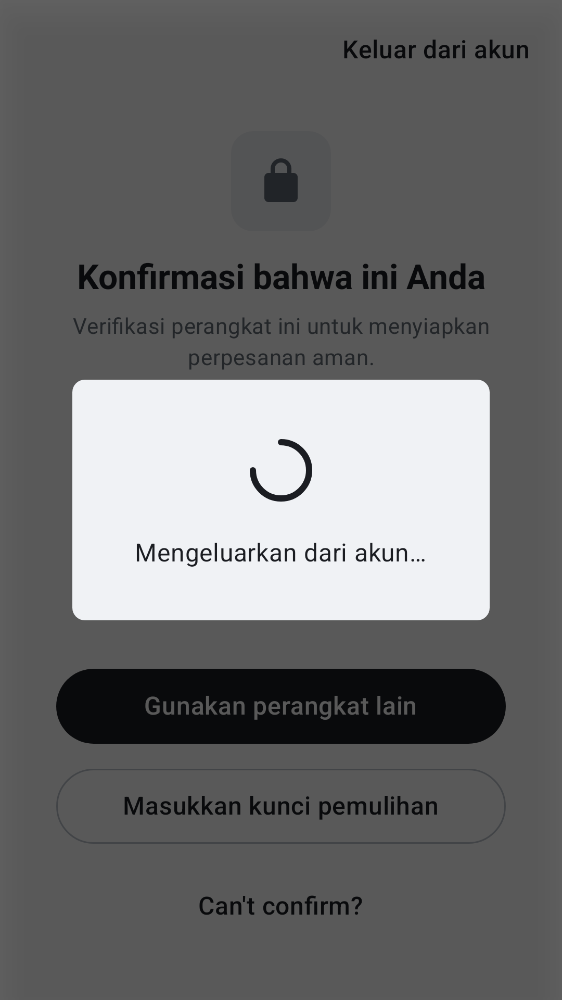 Keluar dari akun
Konfirmasi bahwa ini Anda
Verifikasi perangkat ini untuk menyiapkan
perpesanan aman.
Mengeluarkan dari akun…
Gunakan perangkat lain
Masukkan kunci pemulihan
Can't confirm?